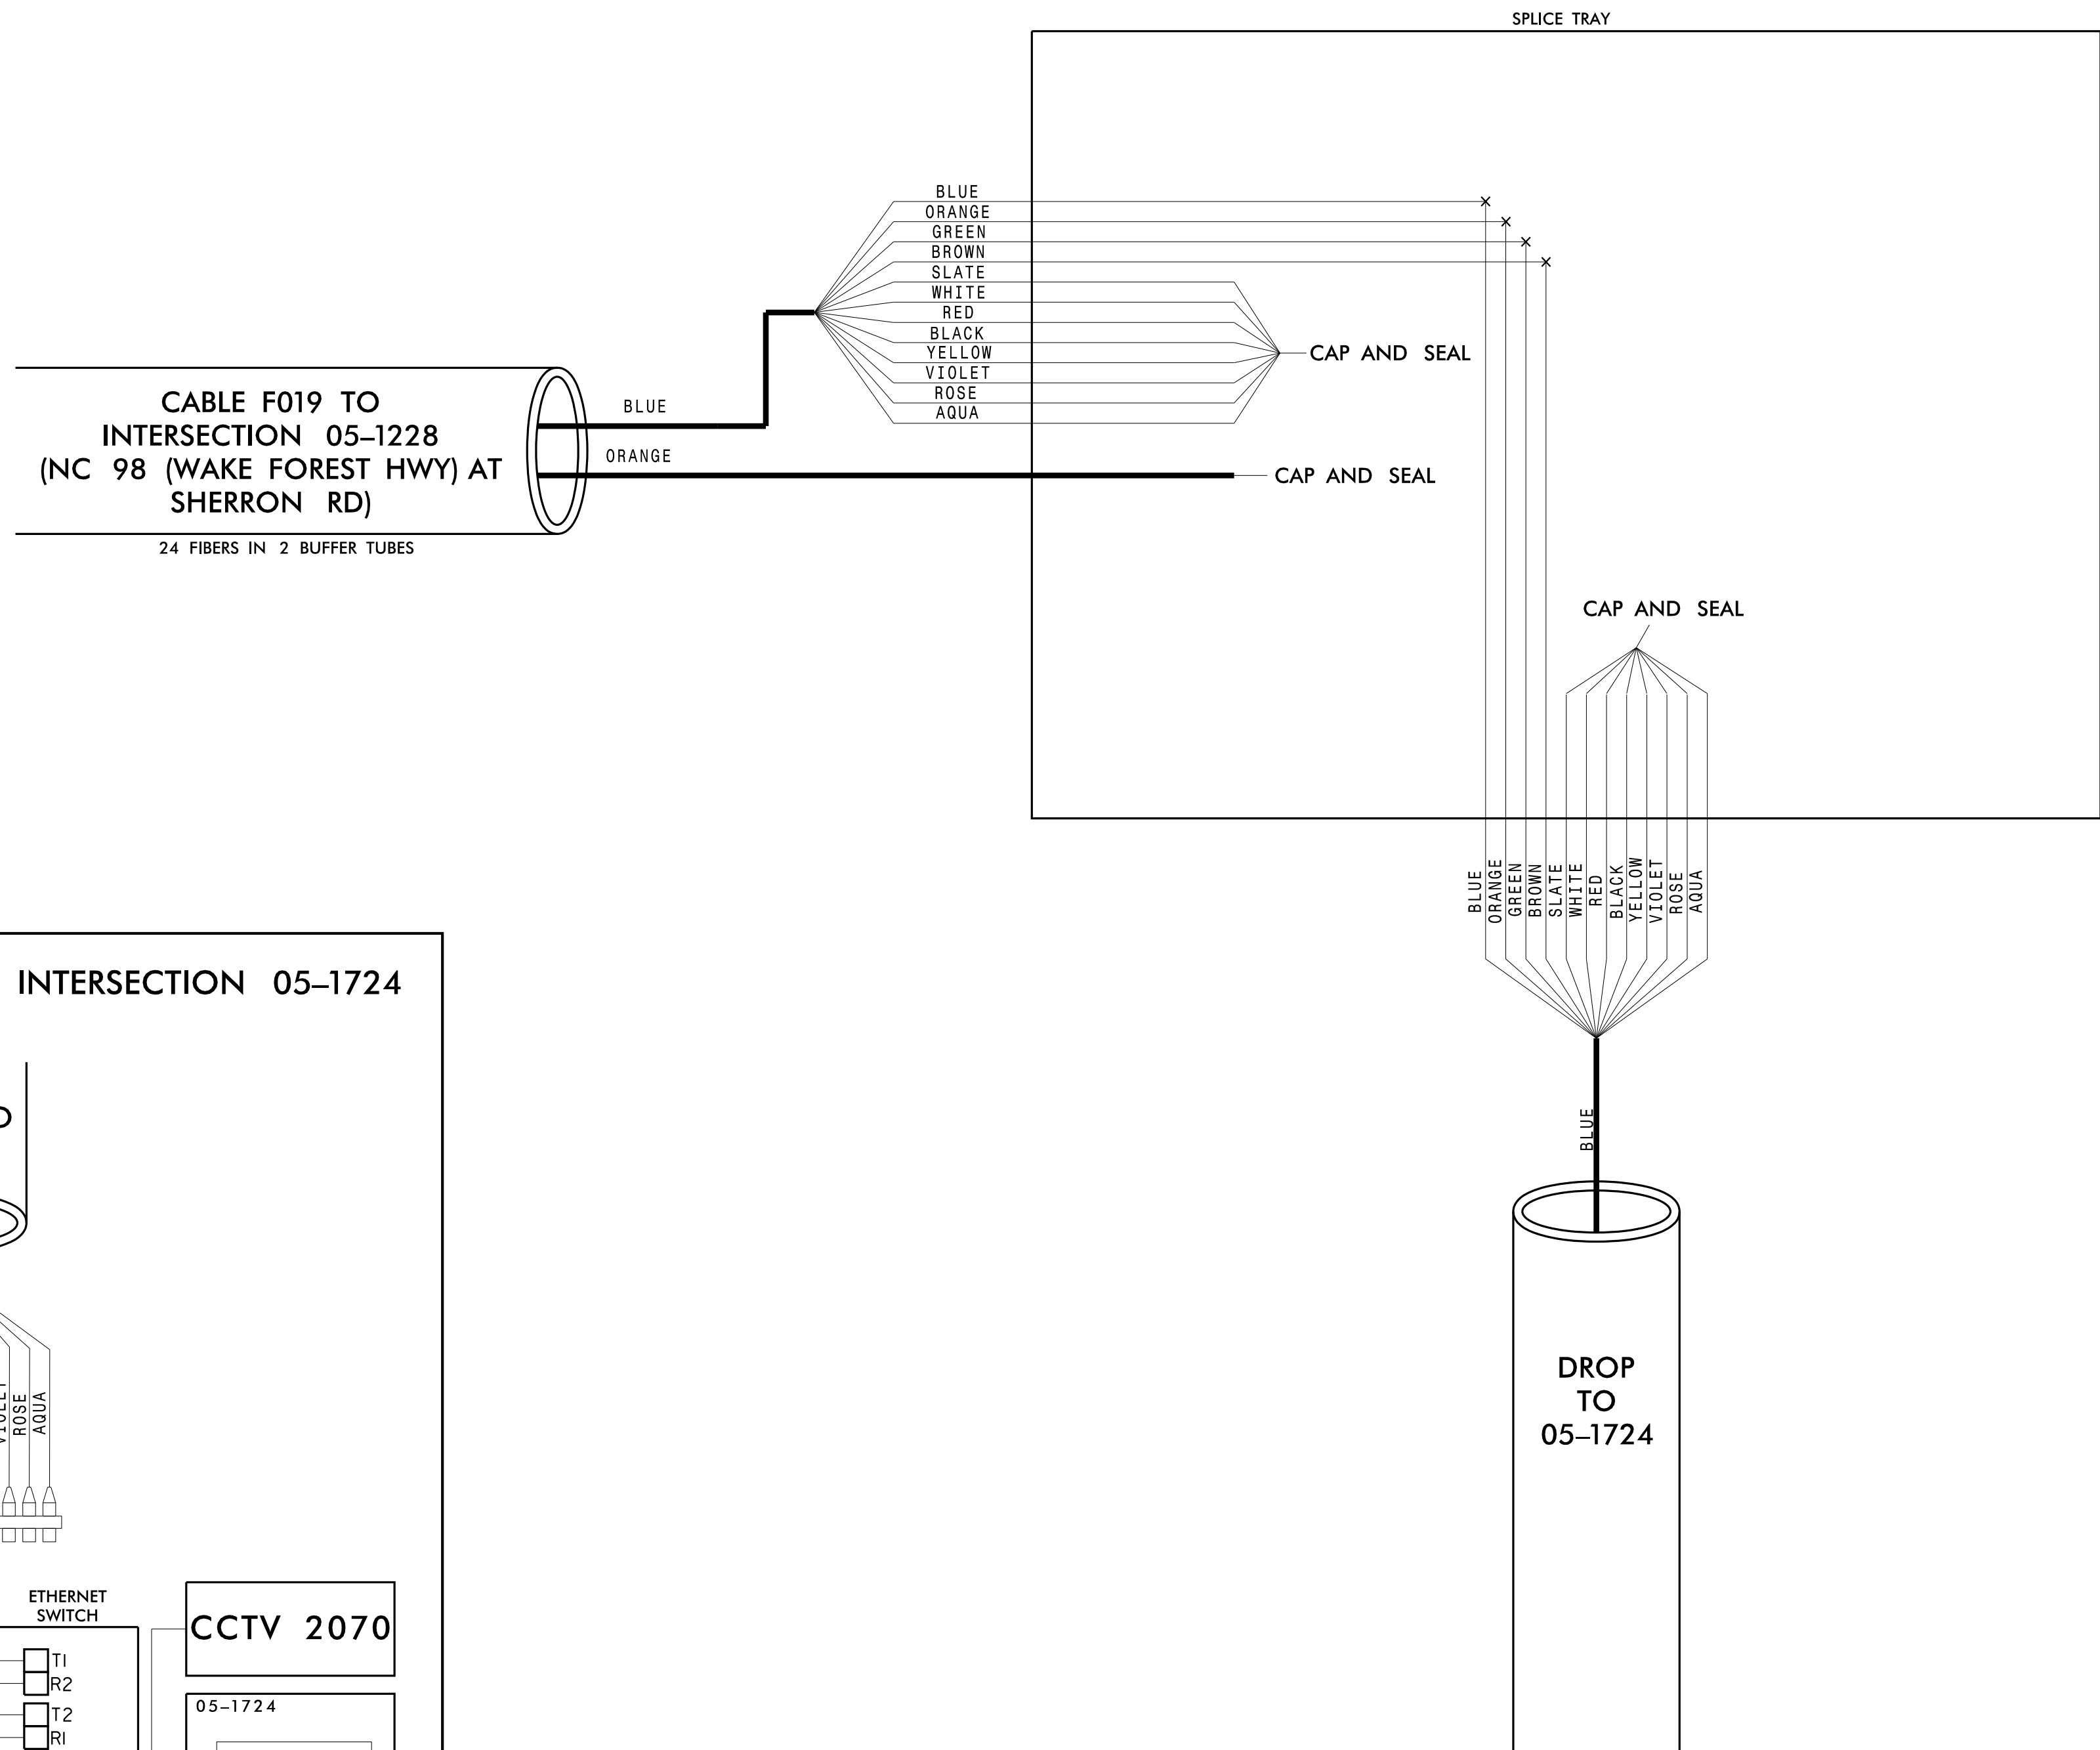 SPLICE TRAY
BLUE
ORANGE
GREEN
BROWN
SLATE
WHITE
RED
BLACK
YELLOW
VIOLET
ROSE
AQUA
CAP AND SEAL
CABLE F019 TO
INTERSECTION 05–1228
(NC 98 (WAKE FOREST HWY) AT
SHERRON RD)
24 FIBERS IN 2 BUFFER TUBES
BLUE
ORANGE
CAP AND SEAL
CAP AND SEAL
BLUE
ORANGE
GREEN
BROWN
SLATE
WHITE
RED
BLACK
YELLOW
VIOLET
ROSE
AQUA
BLUE
DROP
TO
05–1724
INTERSECTION 05–1724
VIOLET
ROSE
AQUA
ETHERNET
SWITCH
T1
R2
T2
R1
CCTV 2070
05–1724